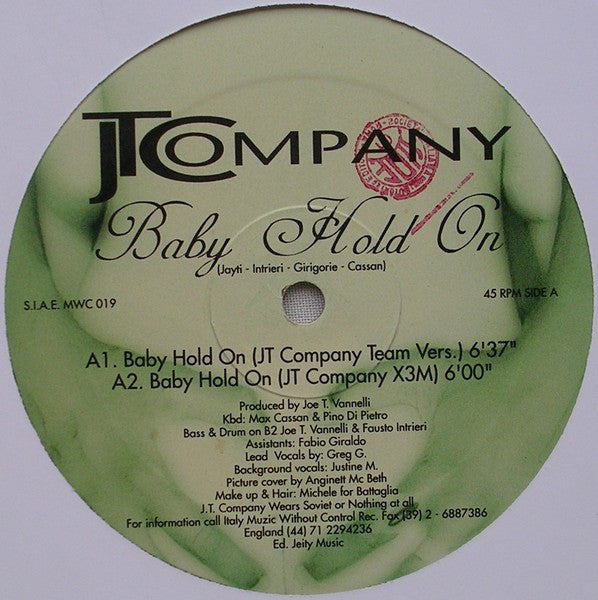 JT COMPANY
Baby Hold On
(Jayti - Intrieri - Girigorie - Cassan)
S.I.A.E. MWC 019
45 RPM SIDE A
A1. Baby Hold On (JT Company Team Vers.) 6'37"
A2. Baby Hold On (JT Company X3M) 6'00"
Produced by Joe T. Vannelli
Kbd: Max Cassan & Pino Di Pietro
Bass & Drum on B2 Joe T. Vannelli & Fausto Intrieri
Assistants: Fabio Giraldo
Lead Vocals by: Greg G.
Background vocals: Justine M.
Picture cover by Anginett Mc Beth
Make up & Hair: Michele for Battaglia
J.T. Company Wears Soviet or Nothing at all
For information call Italy Muzic Without Control Rec. Fax (39) 2 - 6887386
England (44) 71 2294236
Ed. Jeity Music